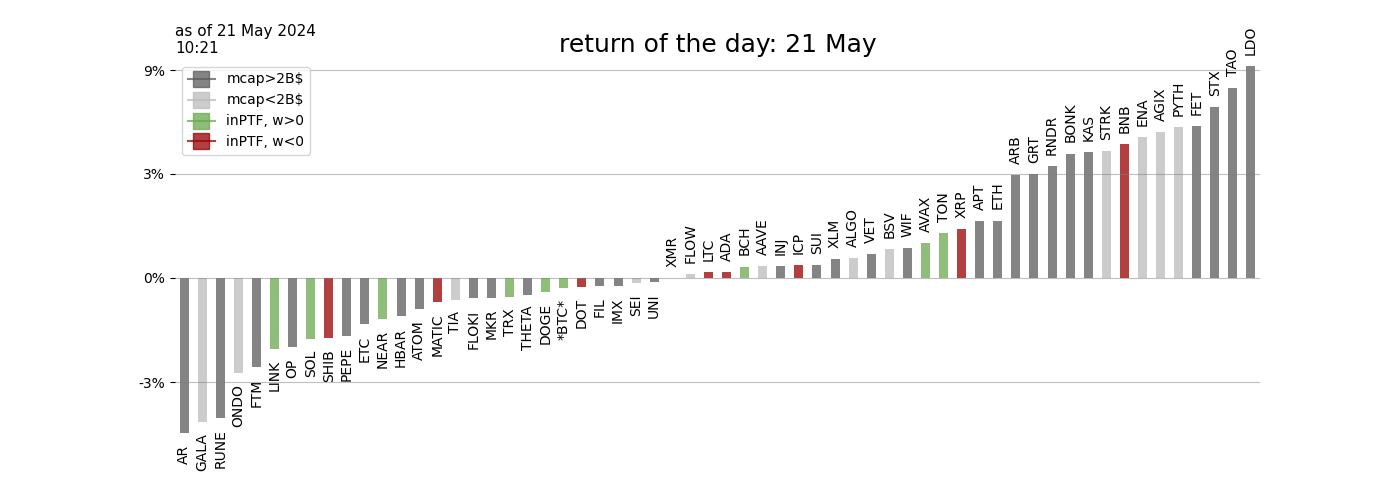 as of 21 May 2024
10:21
return of the day: 21 May
mcap>2B$
mcap<2B$
inPTF, w>0
inPTF, w<0
9%
3%
0%
-3%
AR
GALA
RUNE
ONDO
FTM
LINK
OP
SOL
SHIB
PEPE
ETC
NEAR
HBAR
ATOM
MATIC
TIA
FLOKI
MKR
TRX
THETA
DOGE
*BTC*
DOT
FIL
IMX
SEI
UNI
XMR
FLOW
LTC
ADA
BCH
AAVE
INJ
ICP
SUI
XLM
ALGO
VET
BSV
WIF
AVAX
TON
XRP
APT
ETH
ARB
GRT
RNDR
BONK
KAS
STRK
BNB
ENA
AGIX
PYTH
FET
STX
TAO
LDO